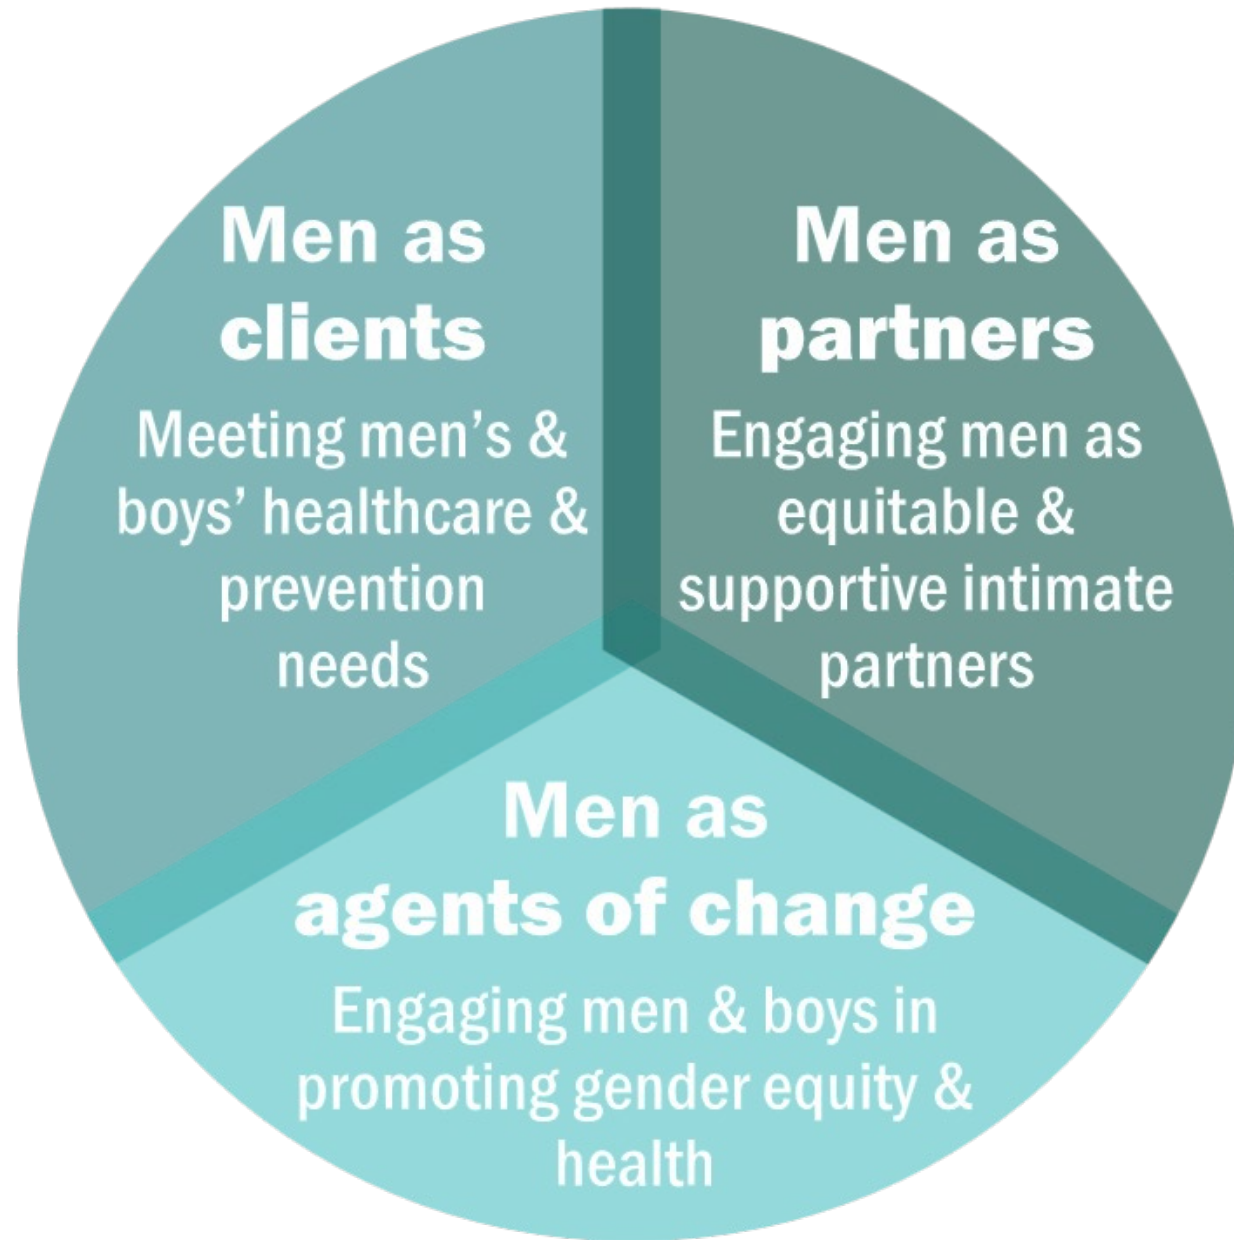 Men as
clients
Meeting men’s &
boys’ healthcare &
prevention
needs
Men as
partners
Engaging men as
equitable &
supportive intimate
partners
Men as
agents of change
Engaging men & boys in
promoting gender equity &
health